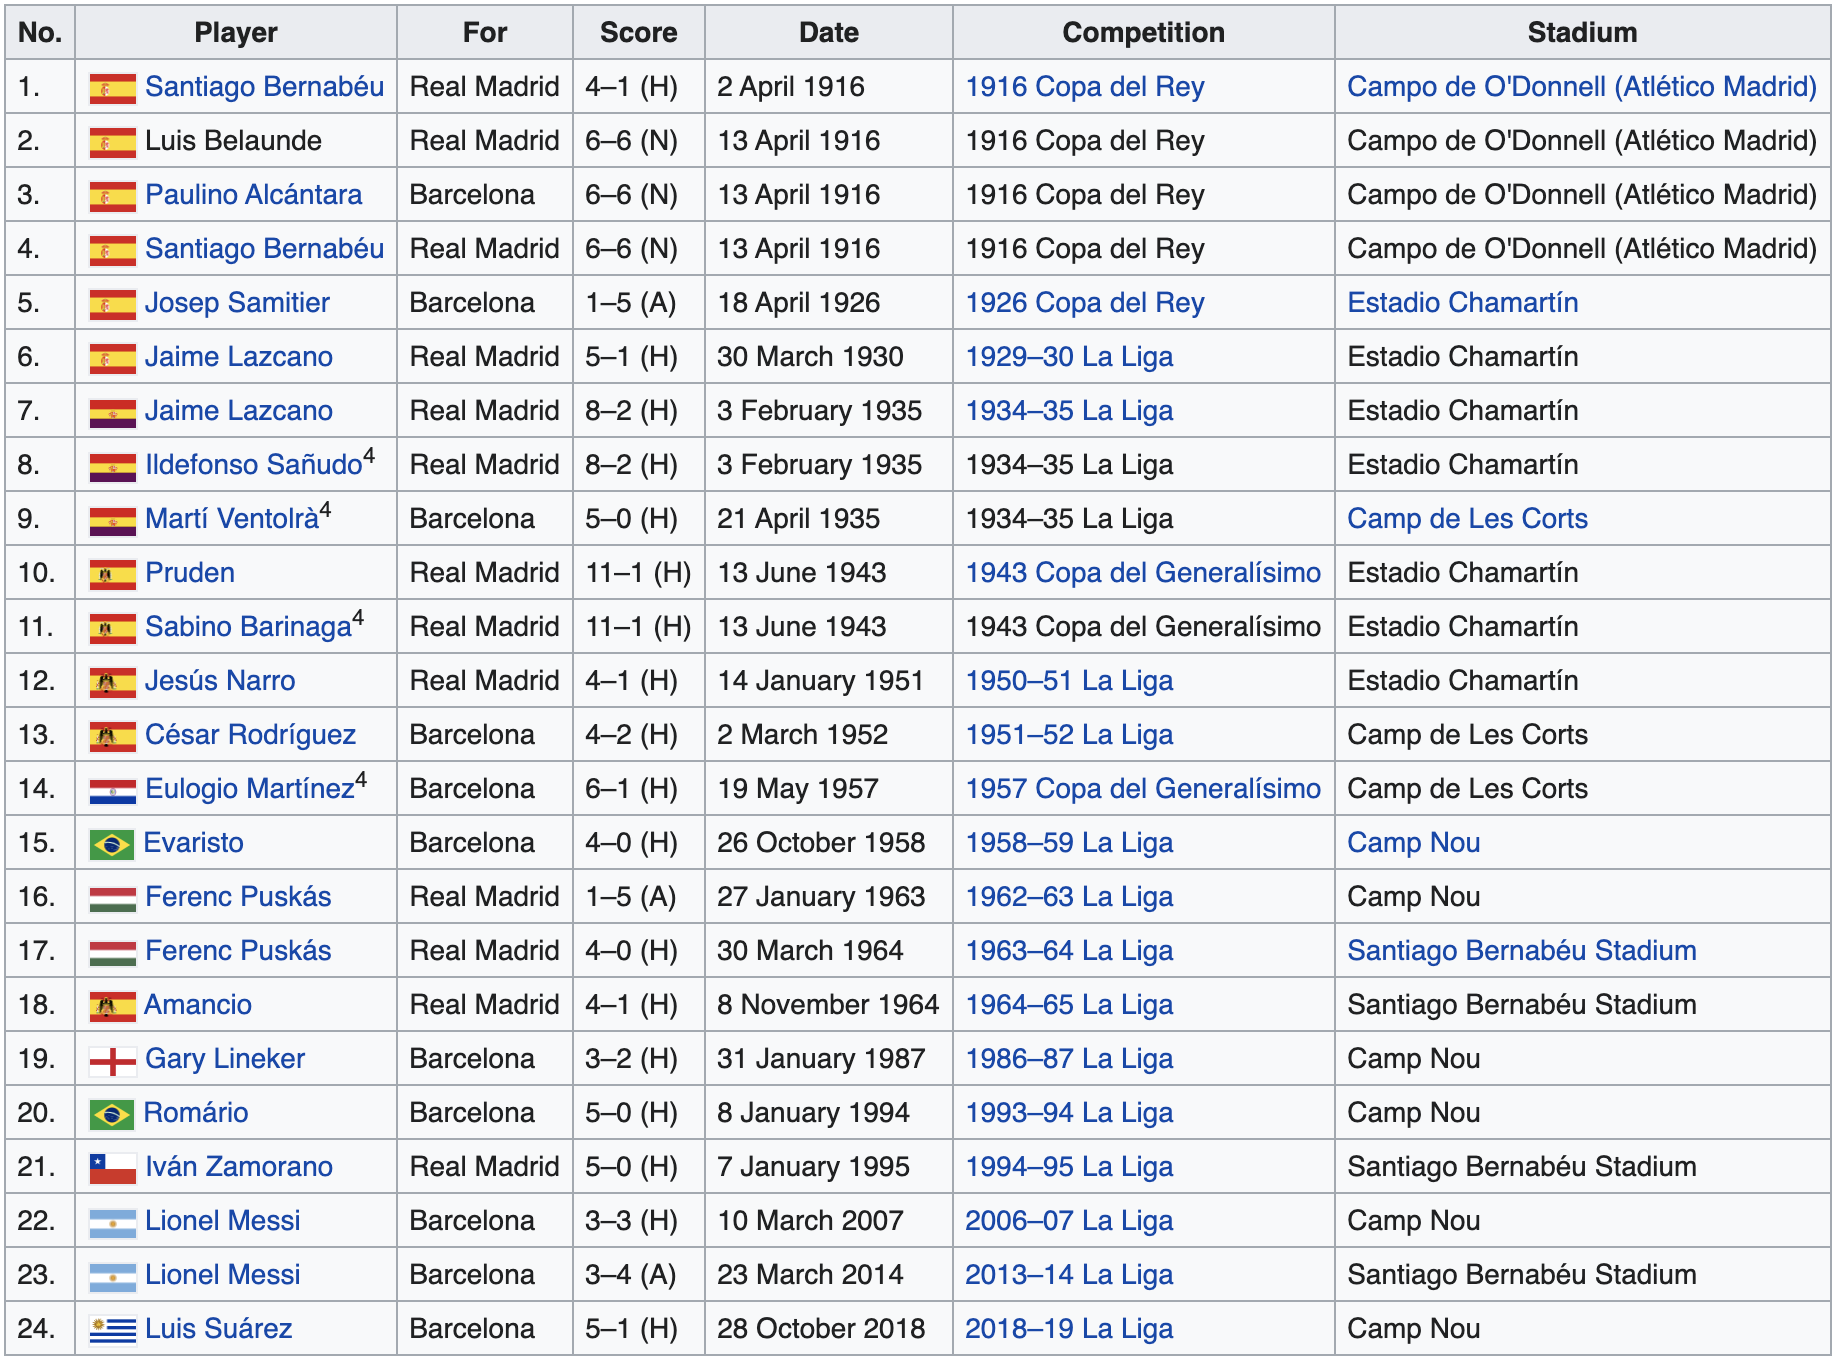 No. Player For Score Date Competition Stadium
1. Santiago Bernabéu Real Madrid 4–1 (H) 2 April 1916 1916 Copa del Rey Campo de O'Donnell (Atlético Madrid)
2. Luis Belaunde Real Madrid 6–6 (N) 13 April 1916 1916 Copa del Rey Campo de O'Donnell (Atlético Madrid)
3. Paulino Alcántara Barcelona 6–6 (N) 13 April 1916 1916 Copa del Rey Campo de O'Donnell (Atlético Madrid)
4. Santiago Bernabéu Real Madrid 6–6 (N) 13 April 1916 1916 Copa del Rey Campo de O'Donnell (Atlético Madrid)
5. Josep Samitier Barcelona 1–5 (A) 18 April 1926 1926 Copa del Rey Estadio Chamartín
6. Jaime Lazcano Real Madrid 5–1 (H) 30 March 1930 1929–30 La Liga Estadio Chamartín
7. Jaime Lazcano Real Madrid 8–2 (H) 3 February 1935 1934–35 La Liga Estadio Chamartín
8. Ildefonso Sañudo⁴ Real Madrid 8–2 (H) 3 February 1935 1934–35 La Liga Estadio Chamartín
9. Martí Ventolrà⁴ Barcelona 5–0 (H) 21 April 1935 1934–35 La Liga Camp de Les Corts
10. Pruden Real Madrid 11–1 (H) 13 June 1943 1943 Copa del Generalísimo Estadio Chamartín
11. Sabino Barinaga⁴ Real Madrid 11–1 (H) 13 June 1943 1943 Copa del Generalísimo Estadio Chamartín
12. Jesús Narro Real Madrid 4–1 (H) 14 January 1951 1950–51 La Liga Estadio Chamartín
13. César Rodríguez Barcelona 4–2 (H) 2 March 1952 1951–52 La Liga Camp de Les Corts
14. Eulogio Martínez⁴ Barcelona 6–1 (H) 19 May 1957 1957 Copa del Generalísimo Camp de Les Corts
15. Evaristo Barcelona 4–0 (H) 26 October 1958 1958–59 La Liga Camp Nou
16. Ferenc Puskás Real Madrid 1–5 (A) 27 January 1963 1962–63 La Liga Camp Nou
17. Ferenc Puskás Real Madrid 4–0 (H) 30 March 1964 1963–64 La Liga Santiago Bernabéu Stadium
18. Amancio Real Madrid 4–1 (H) 8 November 1964 1964–65 La Liga Santiago Bernabéu Stadium
19. Gary Lineker Barcelona 3–2 (H) 31 January 1987 1986–87 La Liga Camp Nou
20. Romário Barcelona 5–0 (H) 8 January 1994 1993–94 La Liga Camp Nou
21. Iván Zamorano Real Madrid 5–0 (H) 7 January 1995 1994–95 La Liga Santiago Bernabéu Stadium
22. Lionel Messi Barcelona 3–3 (H) 10 March 2007 2006–07 La Liga Camp Nou
23. Lionel Messi Barcelona 3–4 (A) 23 March 2014 2013–14 La Liga Santiago Bernabéu Stadium
24. Luis Suárez Barcelona 5–1 (H) 28 October 2018 2018–19 La Liga Camp Nou